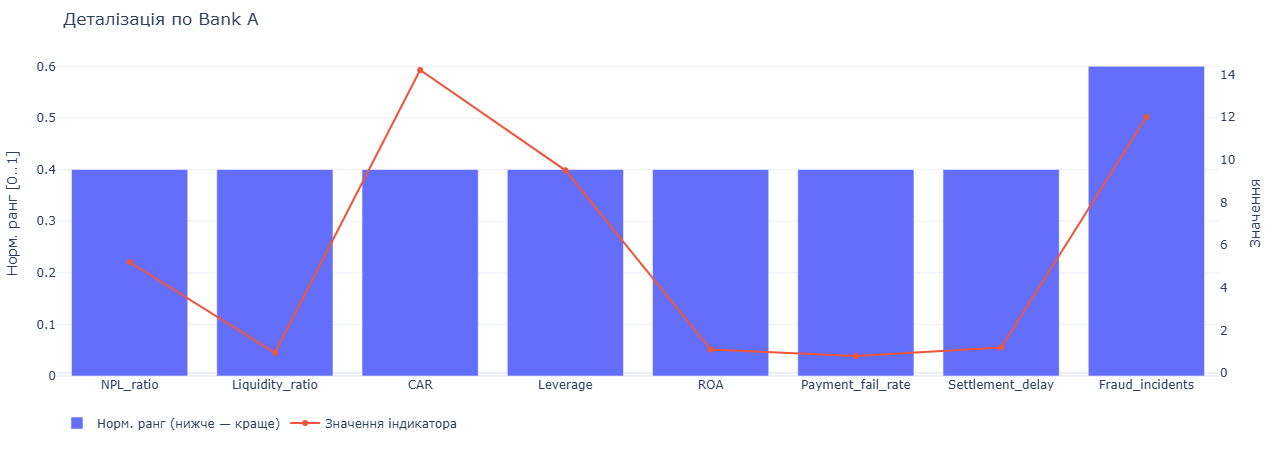 Деталізація по Bank A
Норм. ранг [0..1]
0.6
0.5
0.4
0.3
0.2
0.1
0
14
12
10
8
6
4
2
0
Значення
NPL_ratio
Liquidity_ratio
CAR
Leverage
ROA
Payment_fail_rate
Settlement_delay
Fraud_incidents
Норм. ранг (нижче — краще)
Значення індикатора